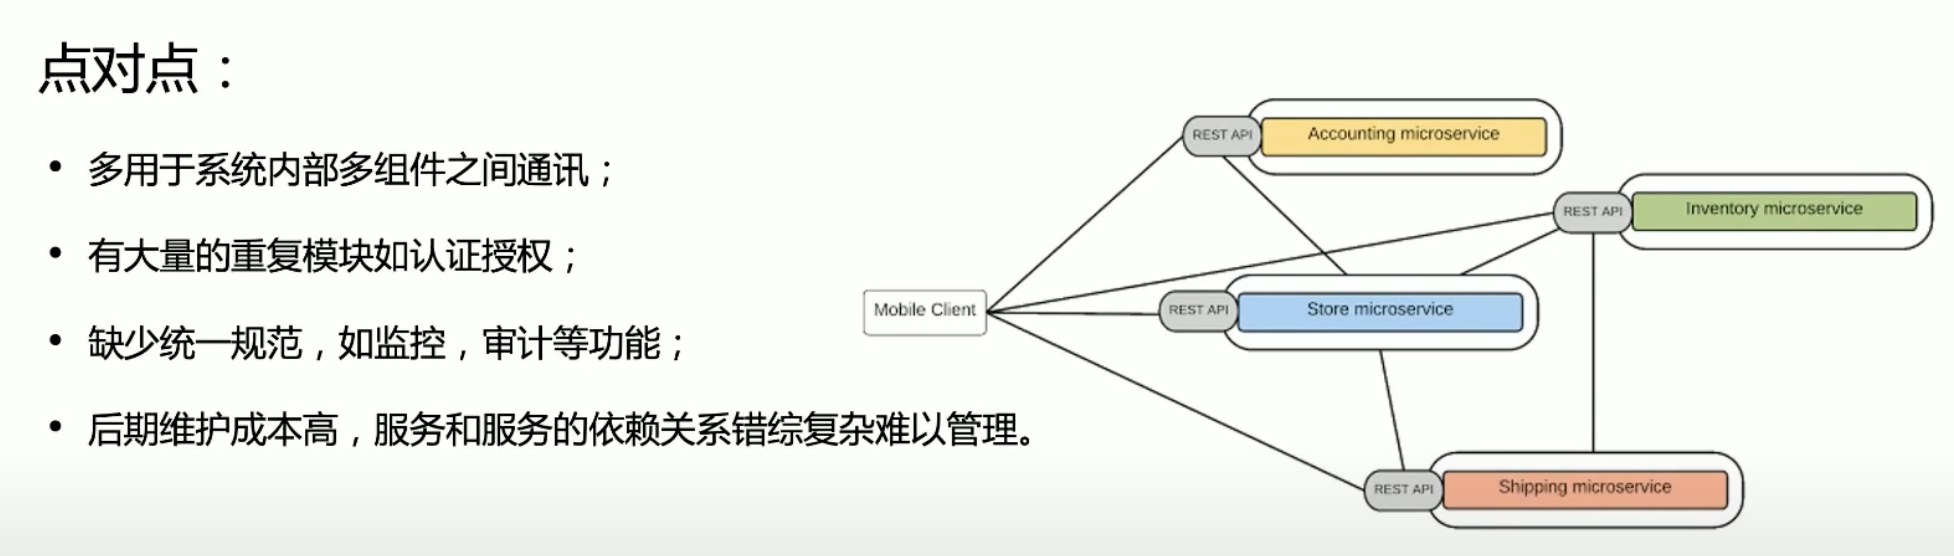 点对点：
• 多用于系统内部多组件之间通讯；
• 有大量的重复模块如认证授权；
• 缺少统一规范，如监控，审计等功能；
• 后期维护成本高，服务和服务的依赖关系错综复杂难以管理。
REST API
Accounting microservice
REST API
Inventory microservice
Mobile Client
REST API
Store microservice
REST API
Shipping microservice